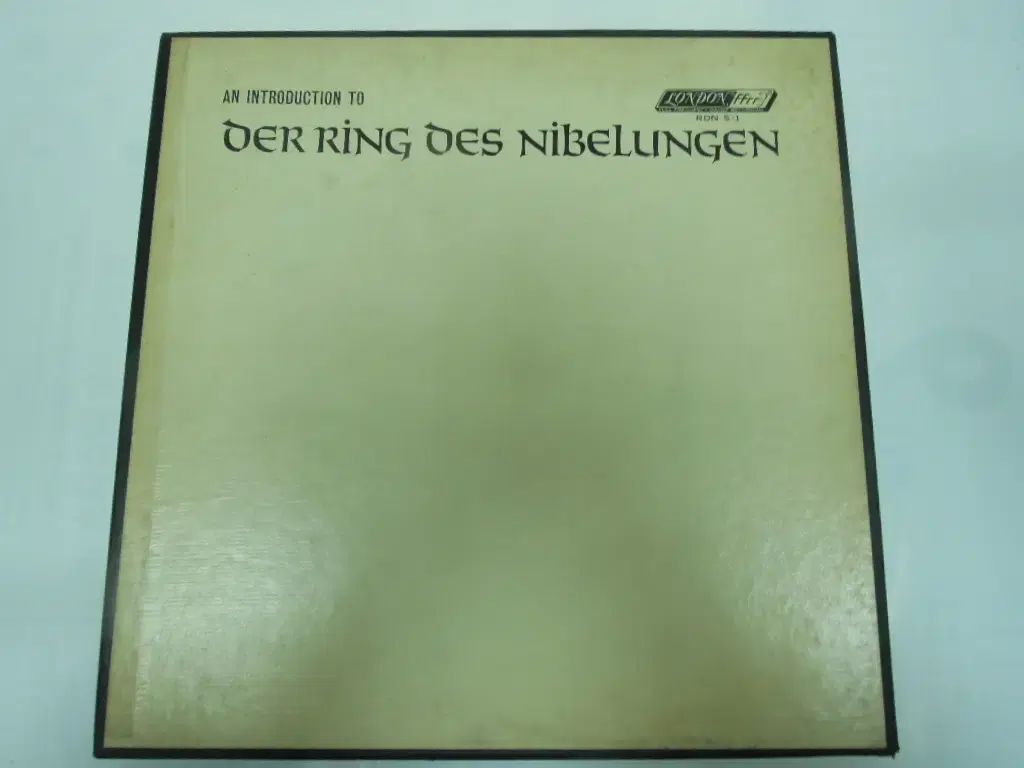 AN INTRODUCTION TO
LONDON ffrr
RDN S-1
DER RING DES NIBELUNGEN